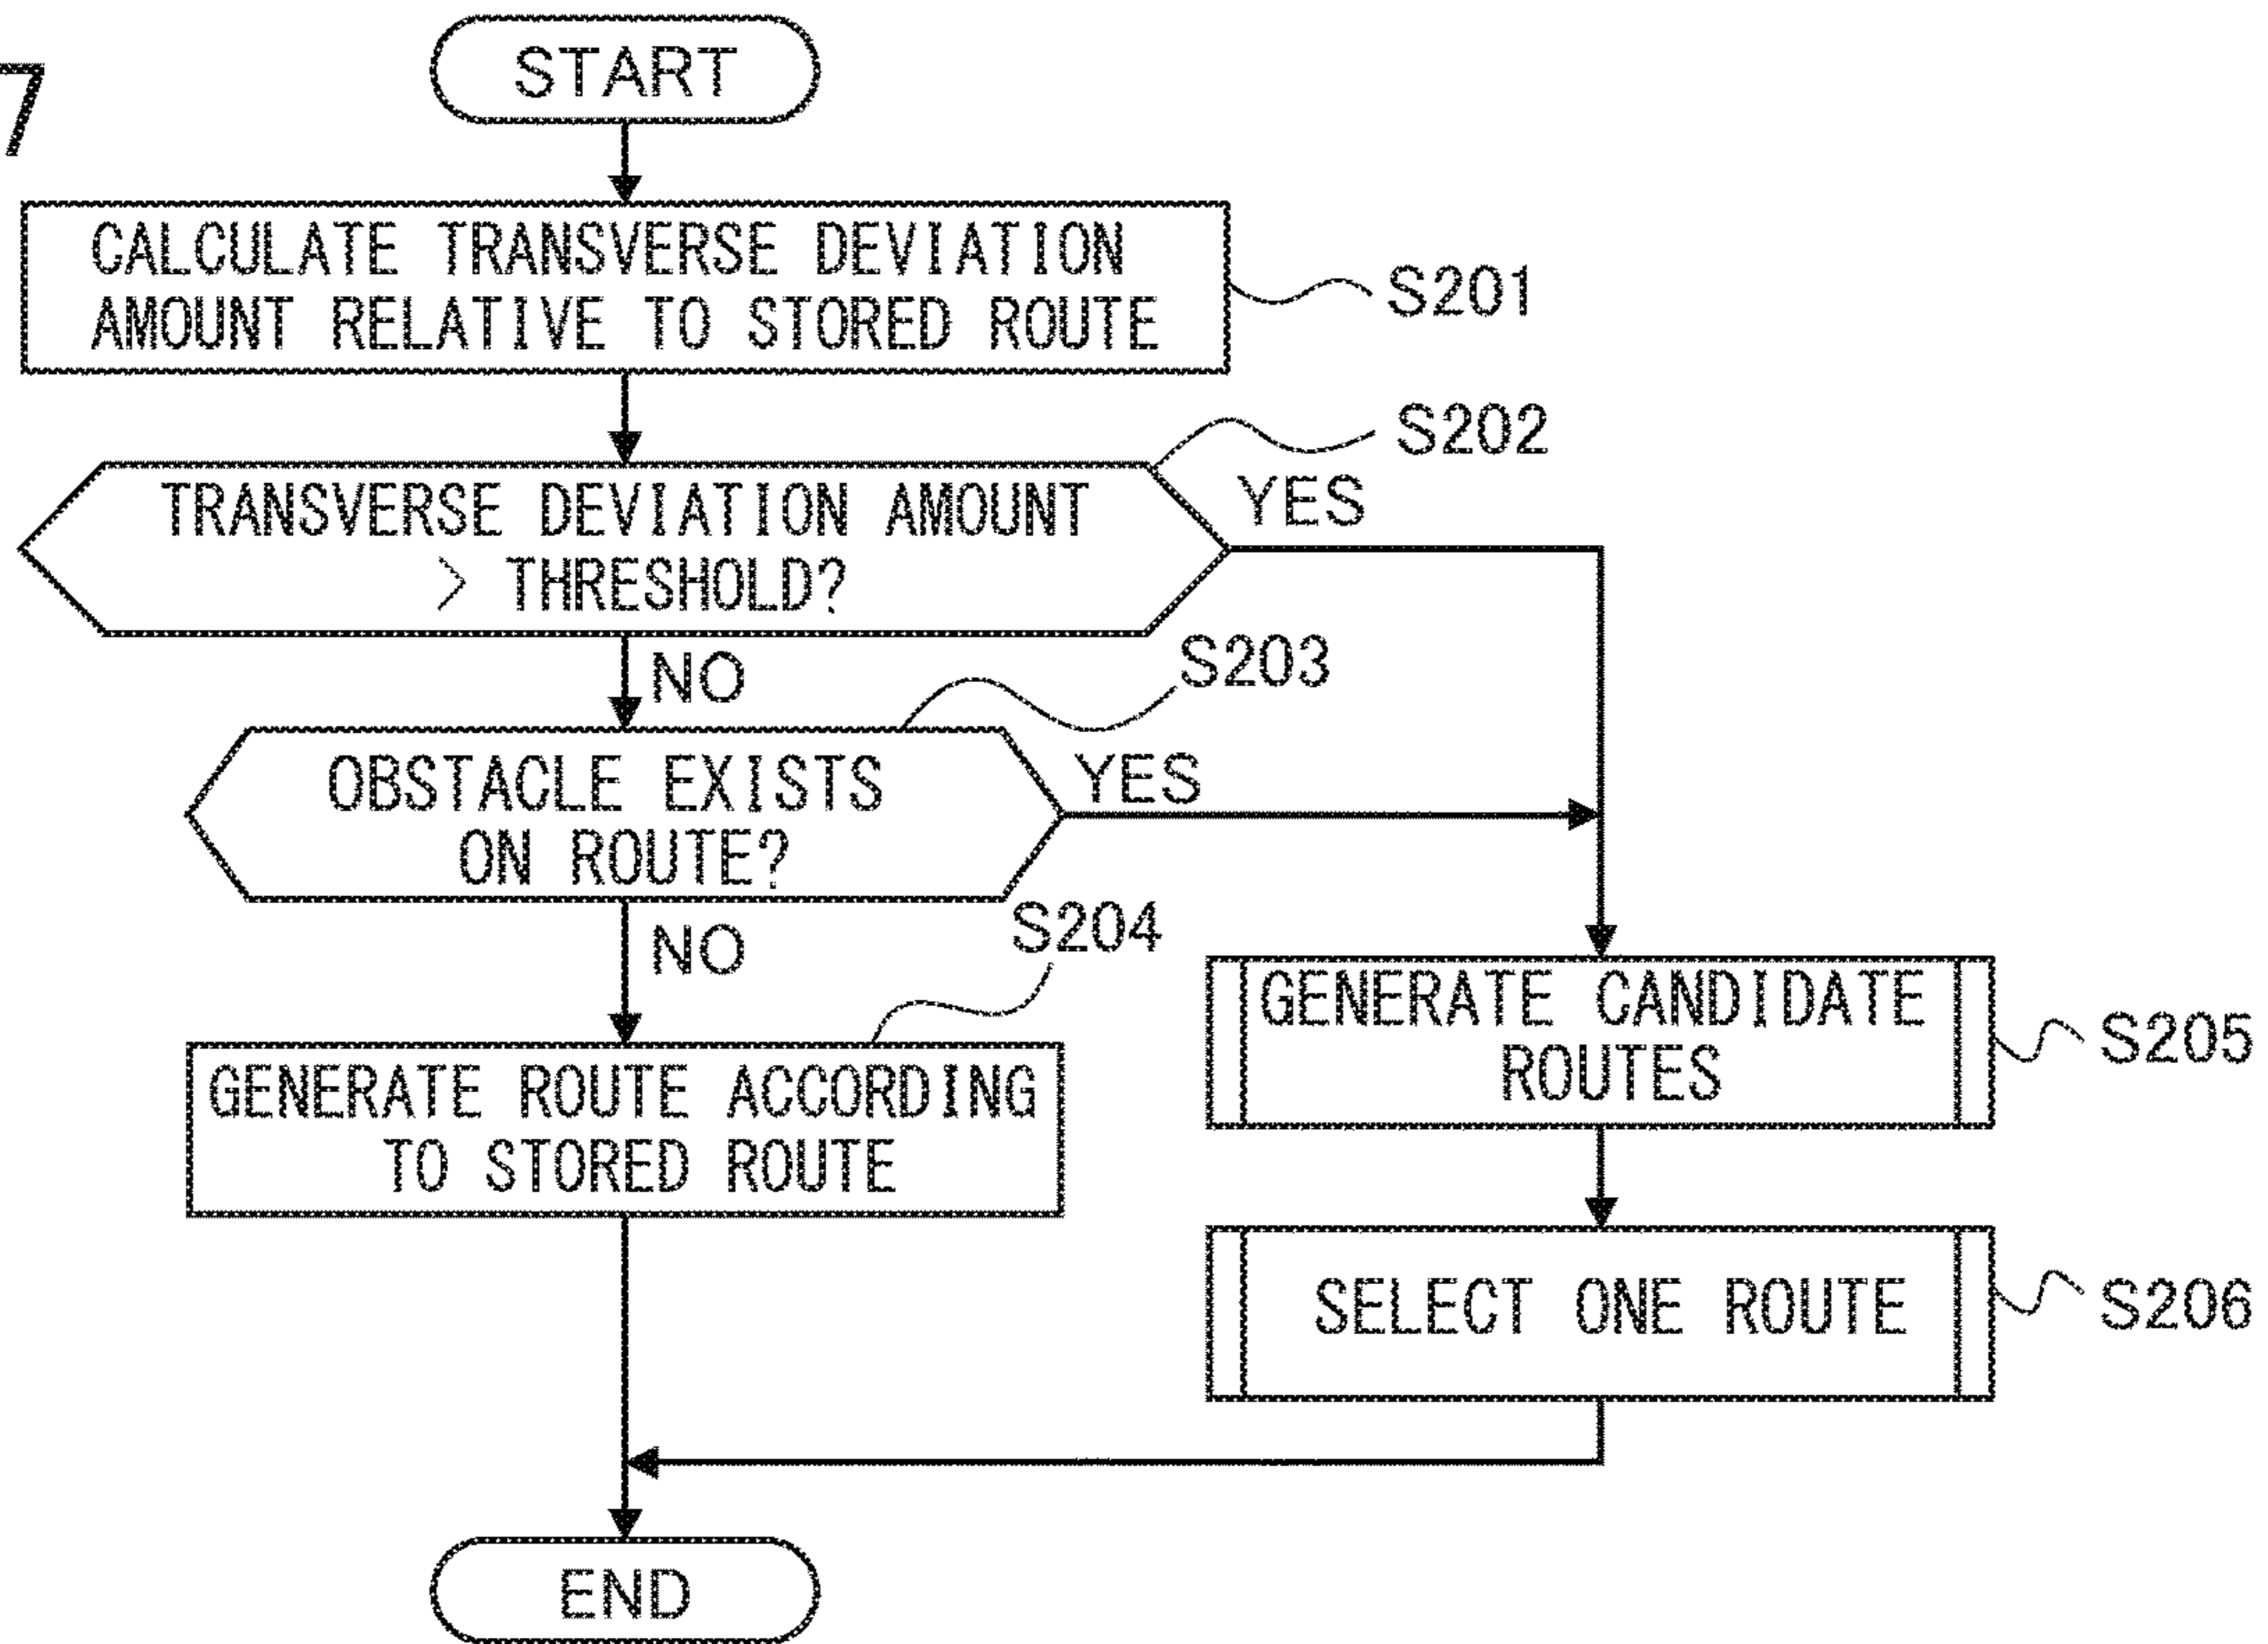 7
START
CALCULATE TRANSVERSE DEVIATION
AMOUNT RELATIVE TO STORED ROUTE
S201
S202
TRANSVERSE DEVIATION AMOUNT
> THRESHOLD?
YES
NO
S203
OBSTACLE EXISTS
ON ROUTE?
YES
NO
S204
GENERATE ROUTE ACCORDING
TO STORED ROUTE
GENERATE CANDIDATE
ROUTES
S205
SELECT ONE ROUTE
S206
END